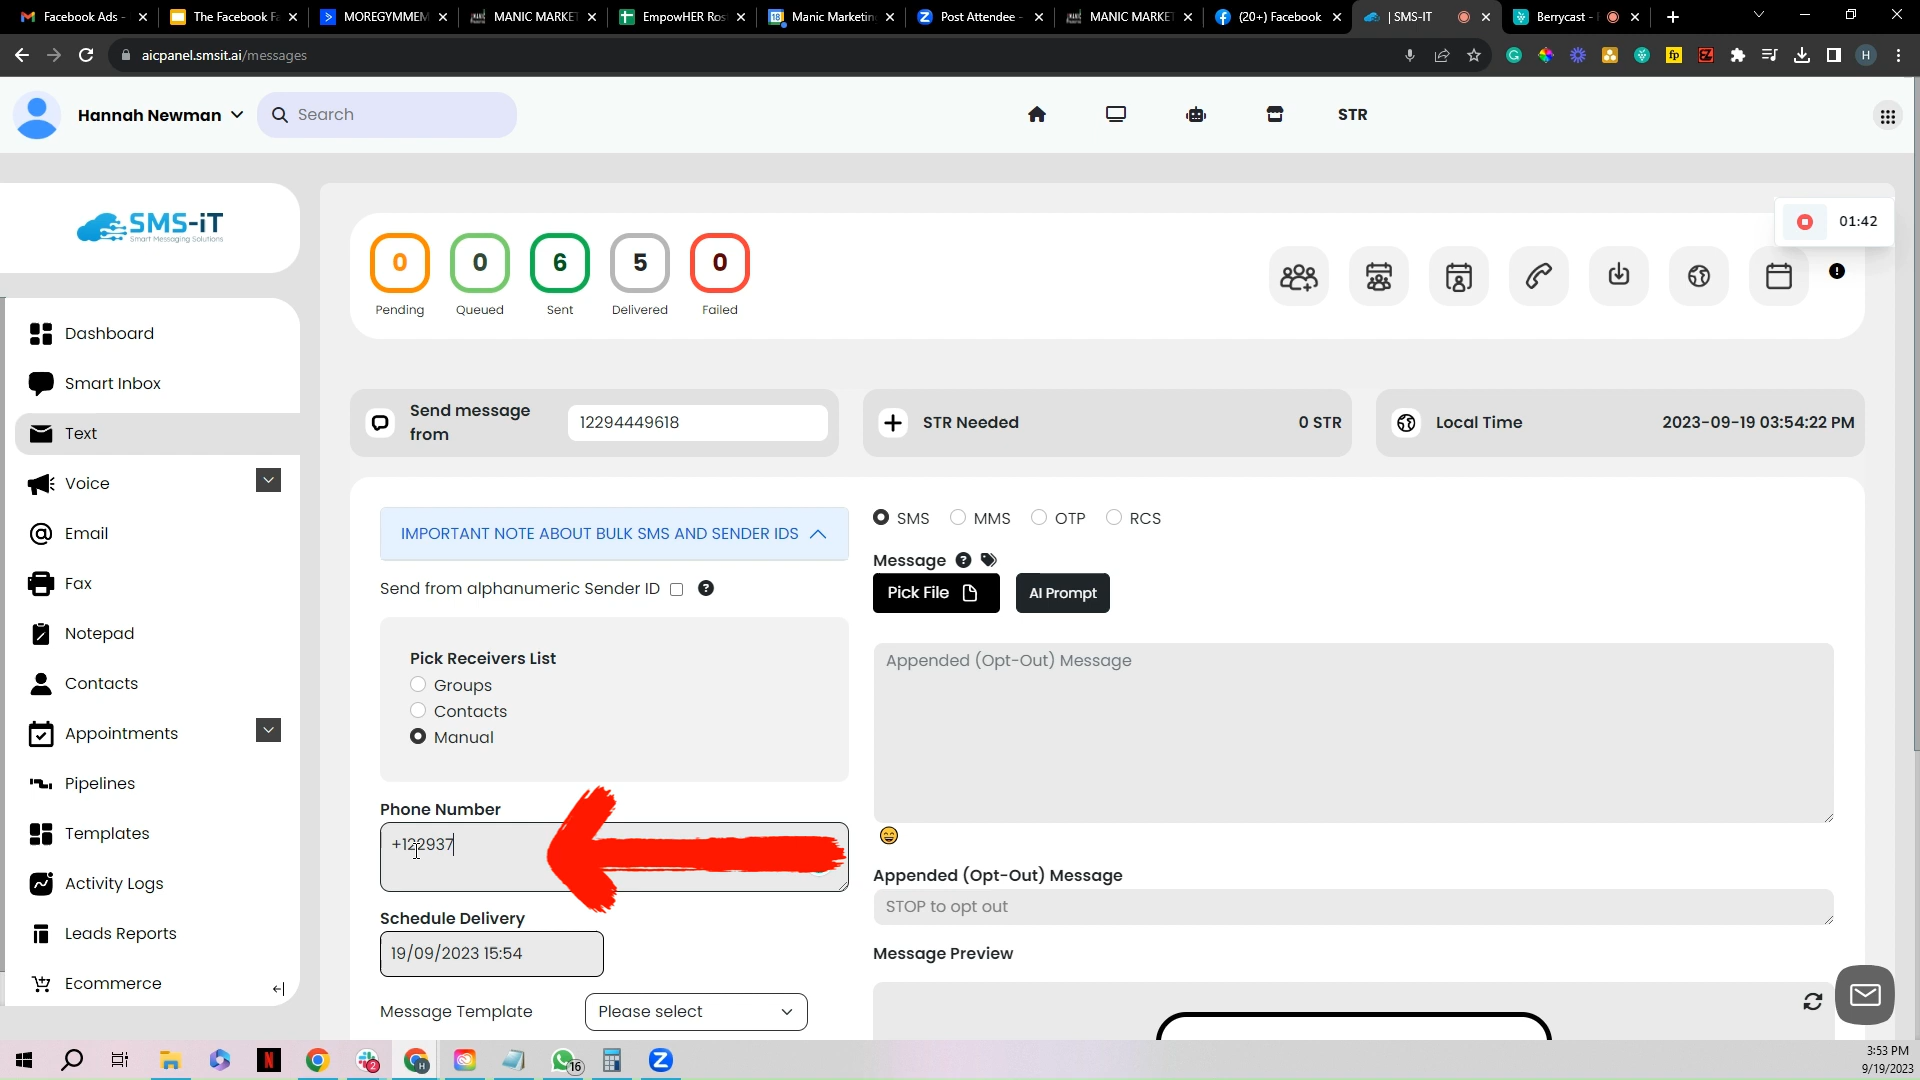 Facebook Ads -
The Facebook Fa
MOREGYMMEM
MANIC MARKET
EmpowHER Ros
Manic Marketin
Post Attendee -
MANIC MARKET
(20+) Facebook
| SMS-IT
Berrycast -
aicpanel.smsit.ai/messages
Hannah Newman
Search
STR
SMS-iT
Smart Messaging Solutions
01:42
0
0
6
5
0
Pending
Queued
Sent
Delivered
Failed
Dashboard
Smart Inbox
Text
Voice
Email
Fax
Notepad
Contacts
Appointments
Pipelines
Templates
Activity Logs
Leads Reports
Ecommerce
Send message
from
12294449618
STR Needed
0 STR
Local Time
2023-09-19 03:54:22 PM
IMPORTANT NOTE ABOUT BULK SMS AND SENDER IDS
Send from alphanumeric Sender ID
Pick Receivers List
Groups
Contacts
Manual
Phone Number
+122937
Schedule Delivery
19/09/2023 15:54
Message Template
Please select
SMS
MMS
OTP
RCS
Message
Pick File
AI Prompt
Appended (Opt-Out) Message
Appended (Opt-Out) Message
STOP to opt out
Message Preview
2
16
3:53 PM
9/19/2023